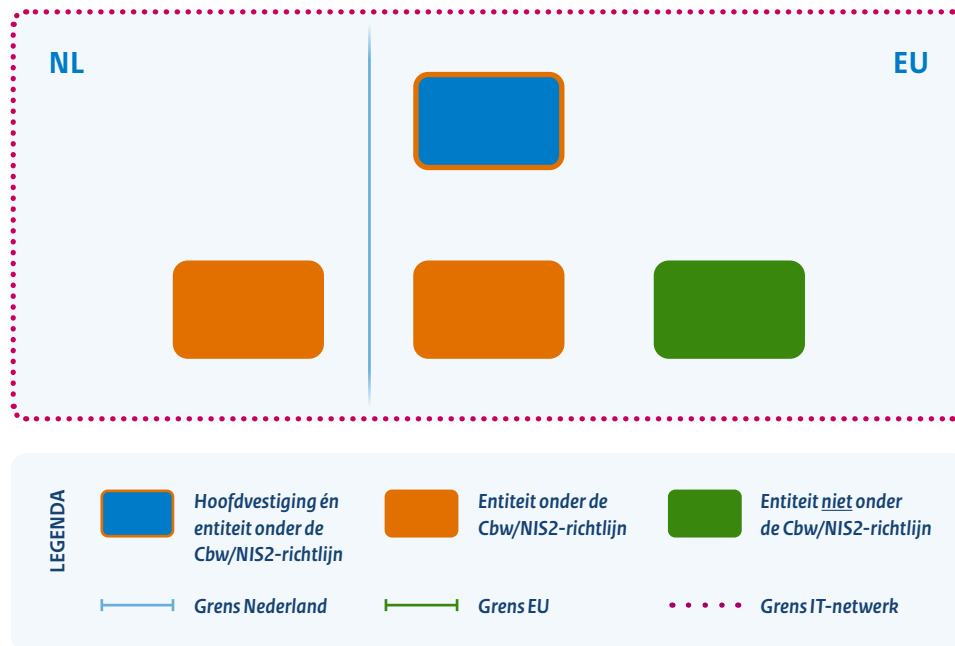 NL
EU
LEGENDA
Hoofdvestiging én
entiteit onder de
Cbw/NIS2-richtlijn
Entiteit onder de
Cbw/NIS2-richtlijn
Entiteit niet onder
de Cbw/NIS2-richtlijn
Grens Nederland
Grens EU
Grens IT-netwerk